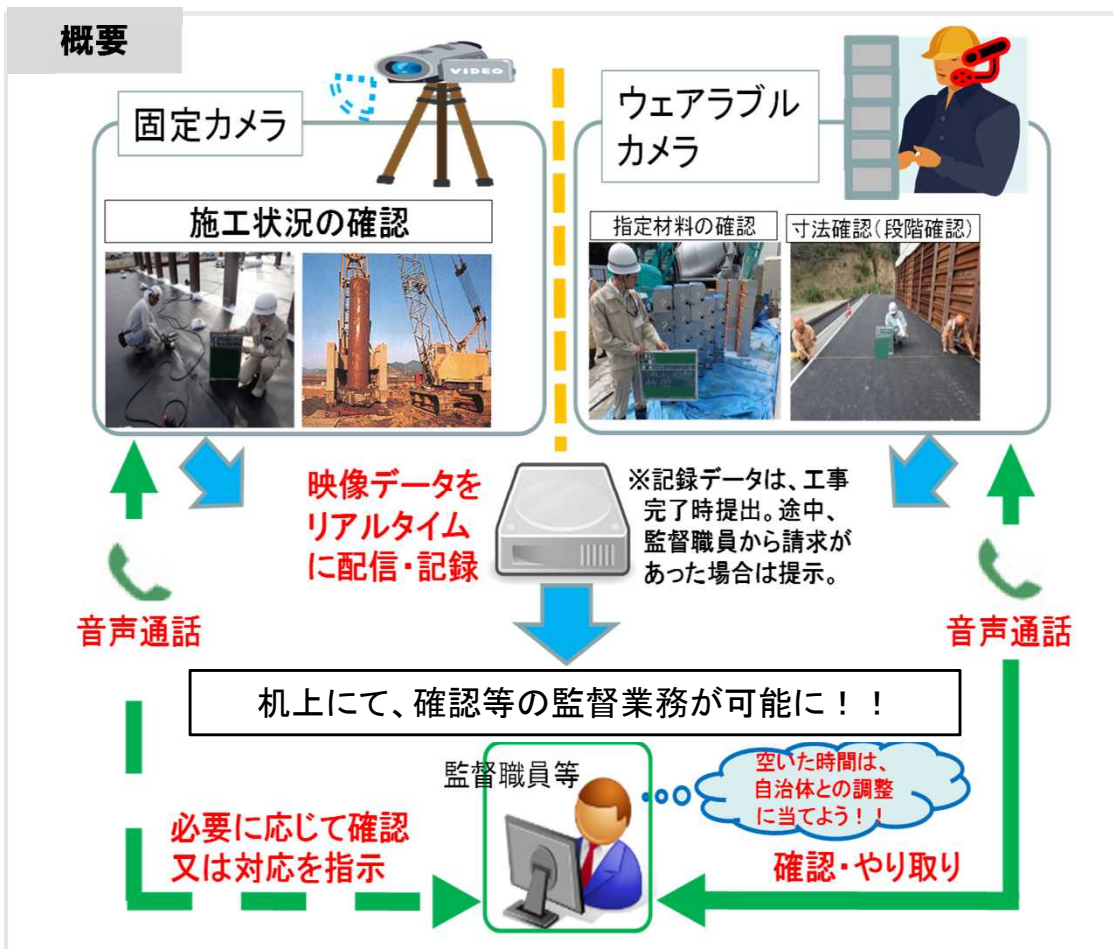 概要
VIDEO
固定カメラ
施工状況の確認
ウェアラブル
カメラ
指定材料の確認
寸法確認(段階確認)
映像データを
リアルタイム
に配信・記録
※記録データは、工事
完了時提出。途中、
監督職員から請求が
あった場合は提示。
音声通話
音声通話
机上にて、確認等の監督業務が可能に!!
監督職員等
空いた時間は、
自治体との調整
に当てよう!!
必要に応じて確認
又は対応を指示
確認・やり取り